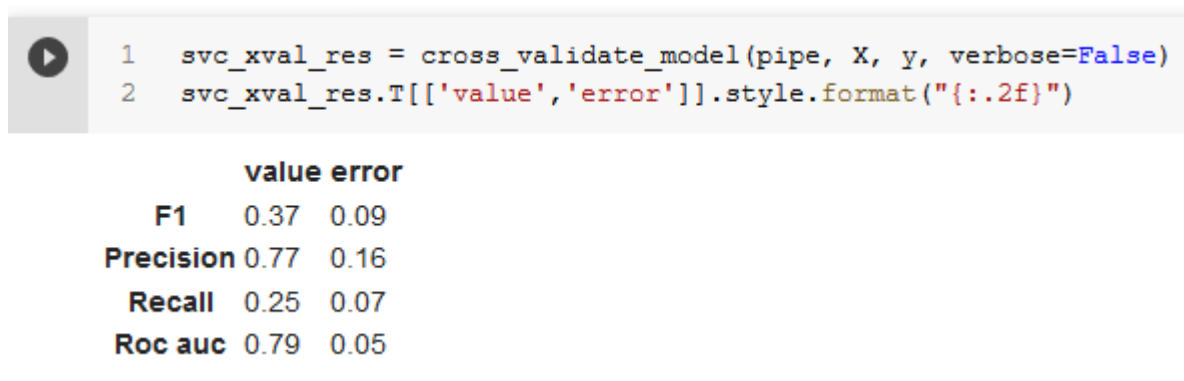 1 svc_xval_res = cross_validate_model(pipe, X, y, verbose=False)
2 svc_xval_res.T[['value','error']].style.format("{:.2f}")
value error
F1 0.37 0.09
Precision 0.77 0.16
Recall 0.25 0.07
Roc auc 0.79 0.05